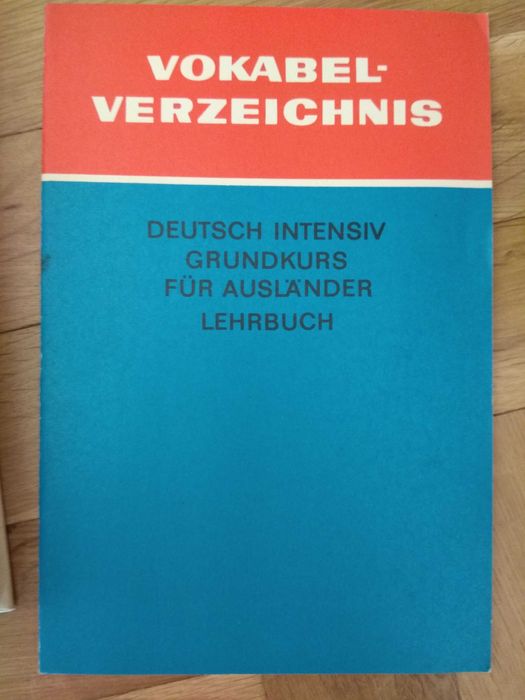 VOKABEL-
VERZEICHNIS
DEUTSCH INTENSIV
GRUNDKURS
FÜR AUSLÄNDER
LEHRBUCH